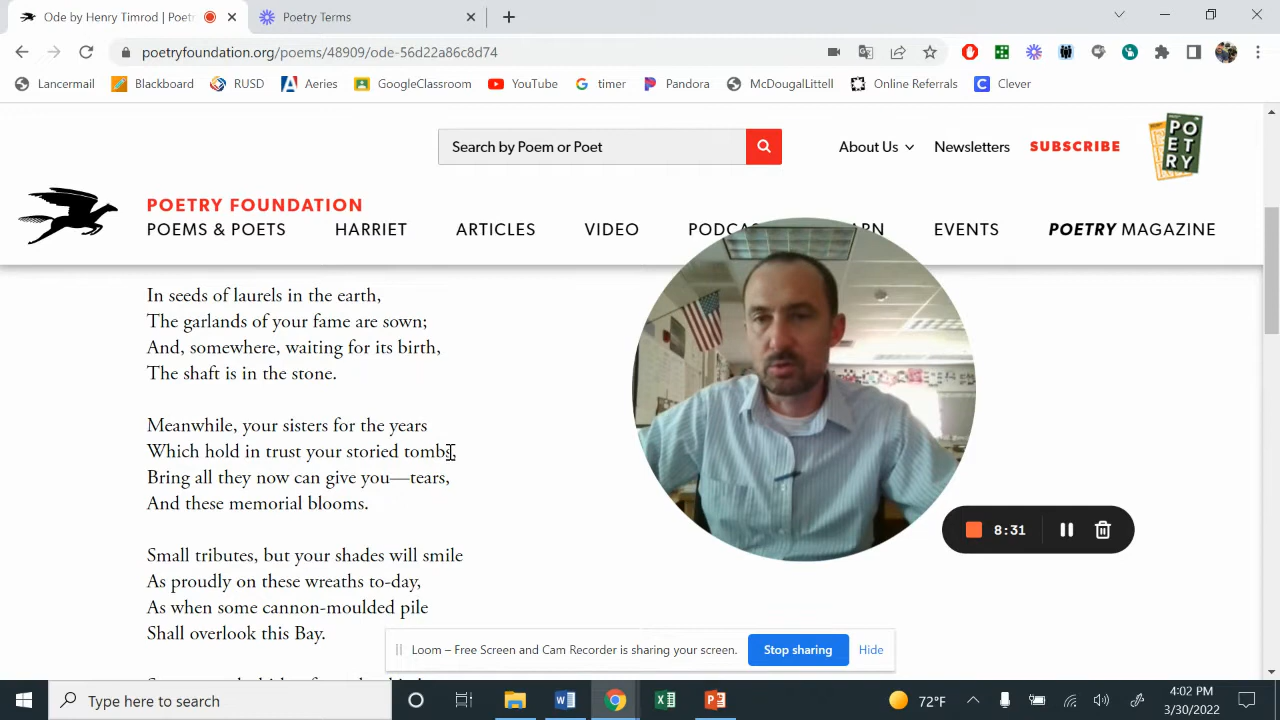 Ode by Henry Timrod | Poetr
Poetry Terms
poetryfoundation.org/poems/48909/ode-56d22a86c8d74
Lancermail Blackboard RUSD Aeries GoogleClassroom YouTube timer Pandora McDougalLittell Online Referrals Clever
Search by Poem or Poet
About Us Newsletters SUBSCRIBE
PO
ET
RY
POETRY FOUNDATION
POEMS & POETS HARRIET ARTICLES VIDEO EVENTS POETRY MAGAZINE
In seeds of laurels in the earth,
The garlands of your fame are sown;
And, somewhere, waiting for its birth,
The shaft is in the stone.
Meanwhile, your sisters for the years
Which hold in trust your storied tombs
Bring all they now can give you—tears,
And these memorial blooms.
Small tributes, but your shades will smile
As proudly on these wreaths to-day,
As when some cannon-moulded pile
Shall overlook this Bay.
8:31
Loom – Free Screen and Cam Recorder is sharing your screen. Stop sharing Hide
Type here to search
72°F
4:02 PM
3/30/2022